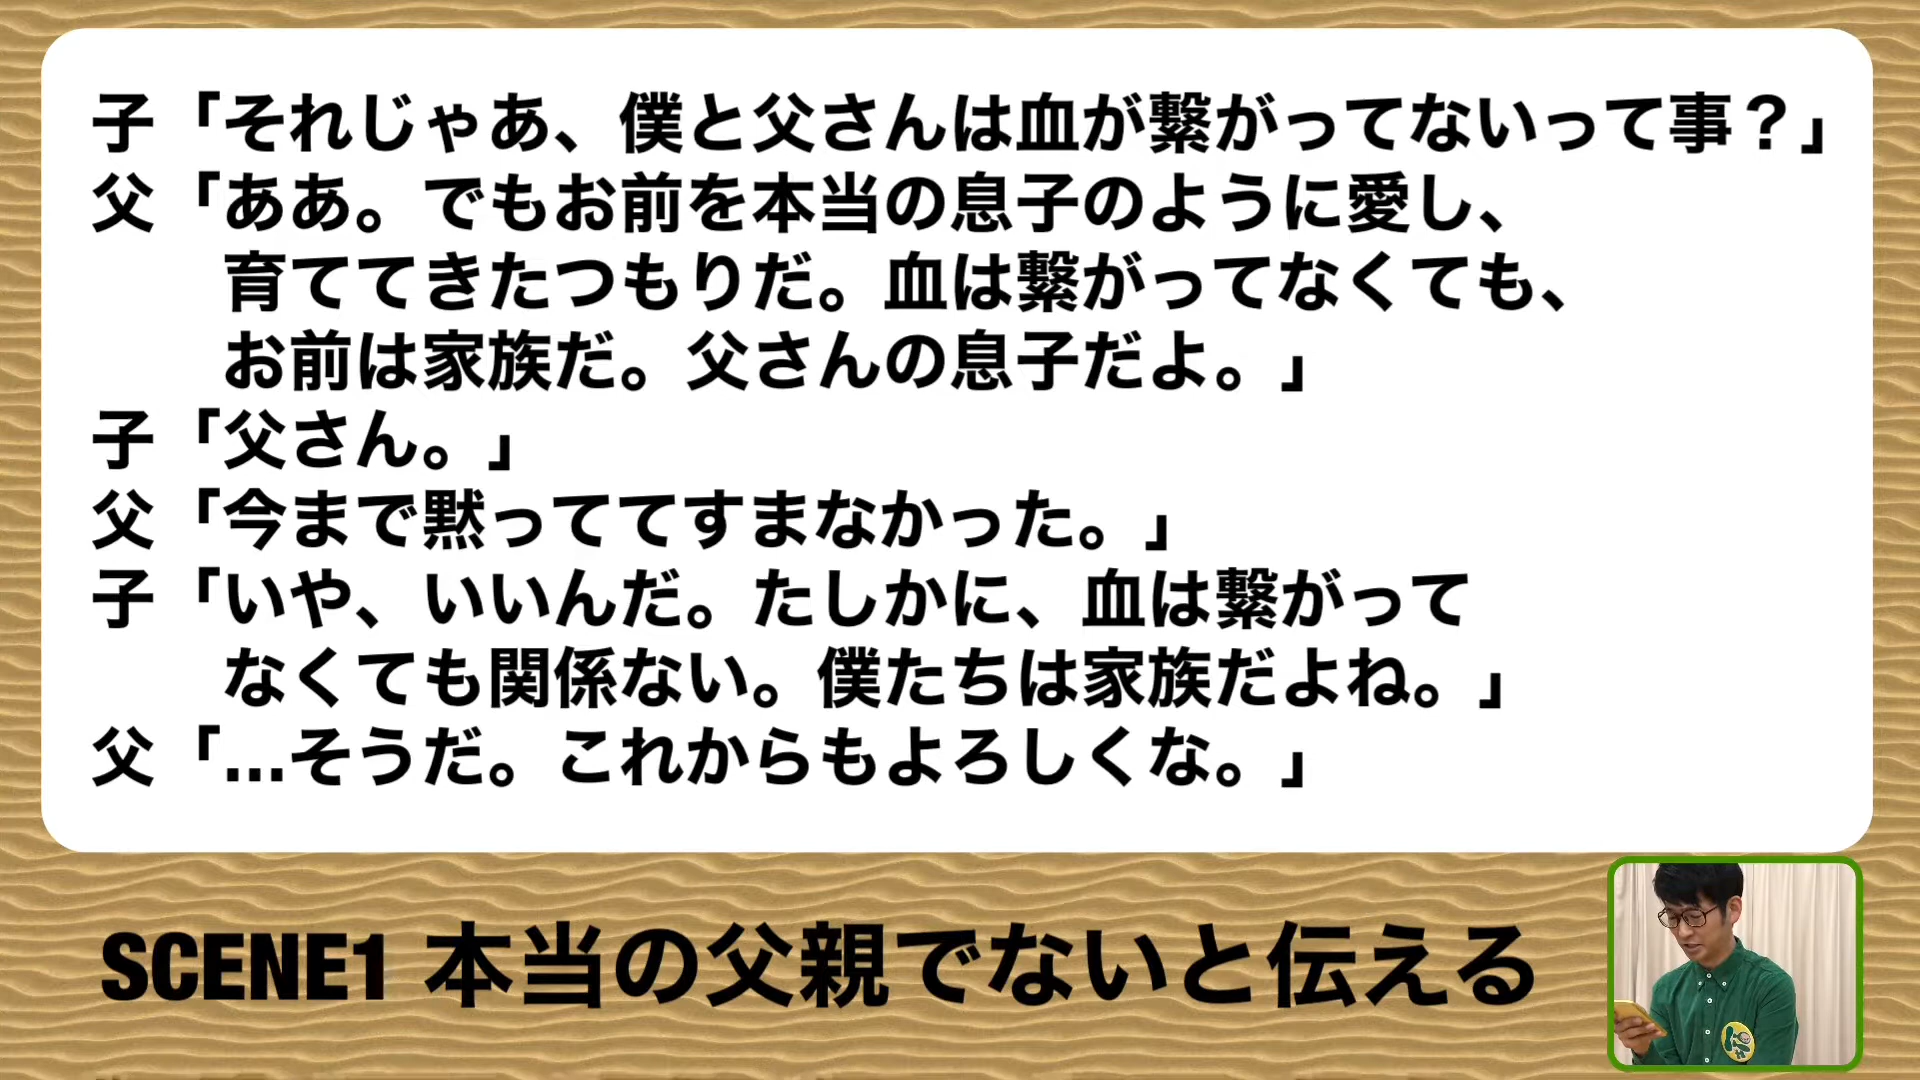 子「それじゃあ、僕と父さんは血が繋がってないって事？」
父「ああ。でもお前を本当の息子のように愛し、
育ててきたつもりだ。血は繋がってなくても、
お前は家族だ。父さんの息子だよ。」
子「父さん。」
父「今まで黙っててすまなかった。」
子「いや、いいんだ。たしかに、血は繋がって
なくても関係ない。僕たちは家族だよね。」
父「...そうだ。これからもよろしくな。」
SCENE1 本当の父親でないと伝える